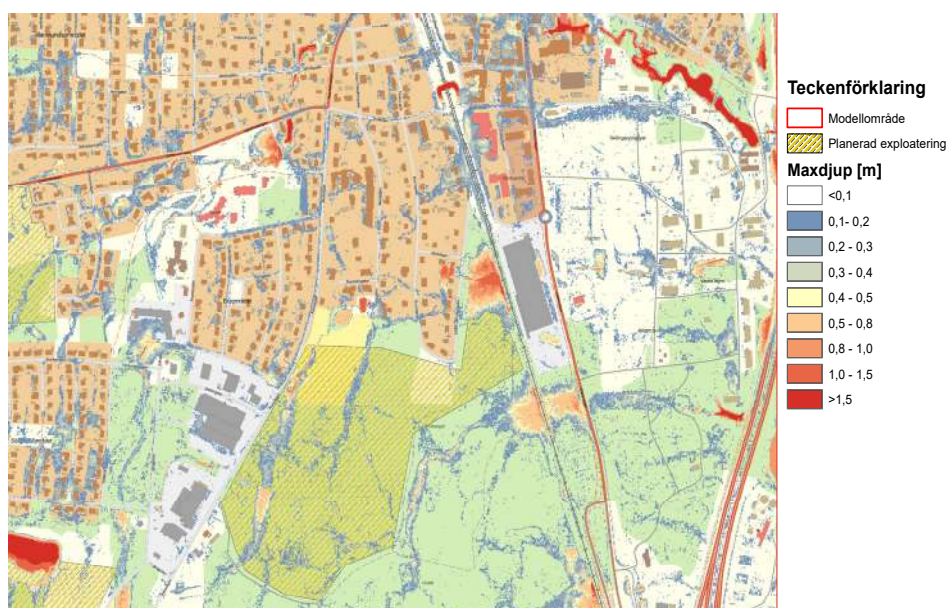 Teckenförklaring
Modellområde
Planerad exploatering
Maxdjup [m]
<0,1
0,1- 0,2
0,2 - 0,3
0,3 - 0,4
0,4 - 0,5
0,5 - 0,8
0,8 - 1,0
1,0 - 1,5
>1,5